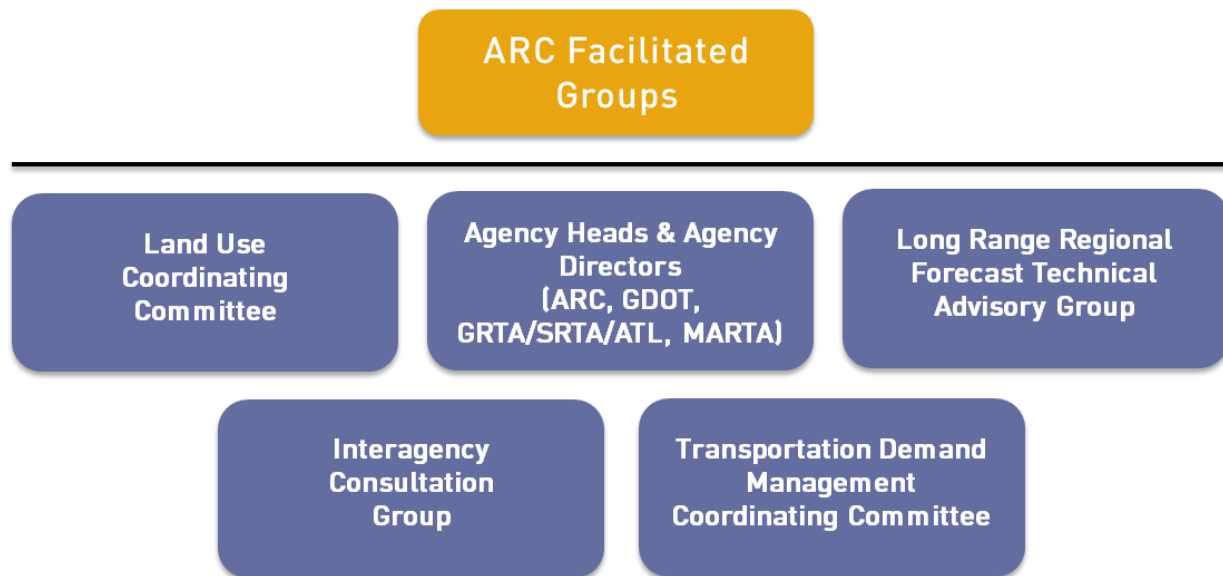 ARC Facilitated
Groups
Land Use
Coordinating
Committee
Agency Heads & Agency
Directors
(ARC, GDOT,
GRTA/SRTA/ATL, MARTA)
Long Range Regional
Forecast Technical
Advisory Group
Interagency
Consultation
Group
Transportation Demand
Management
Coordinating Committee